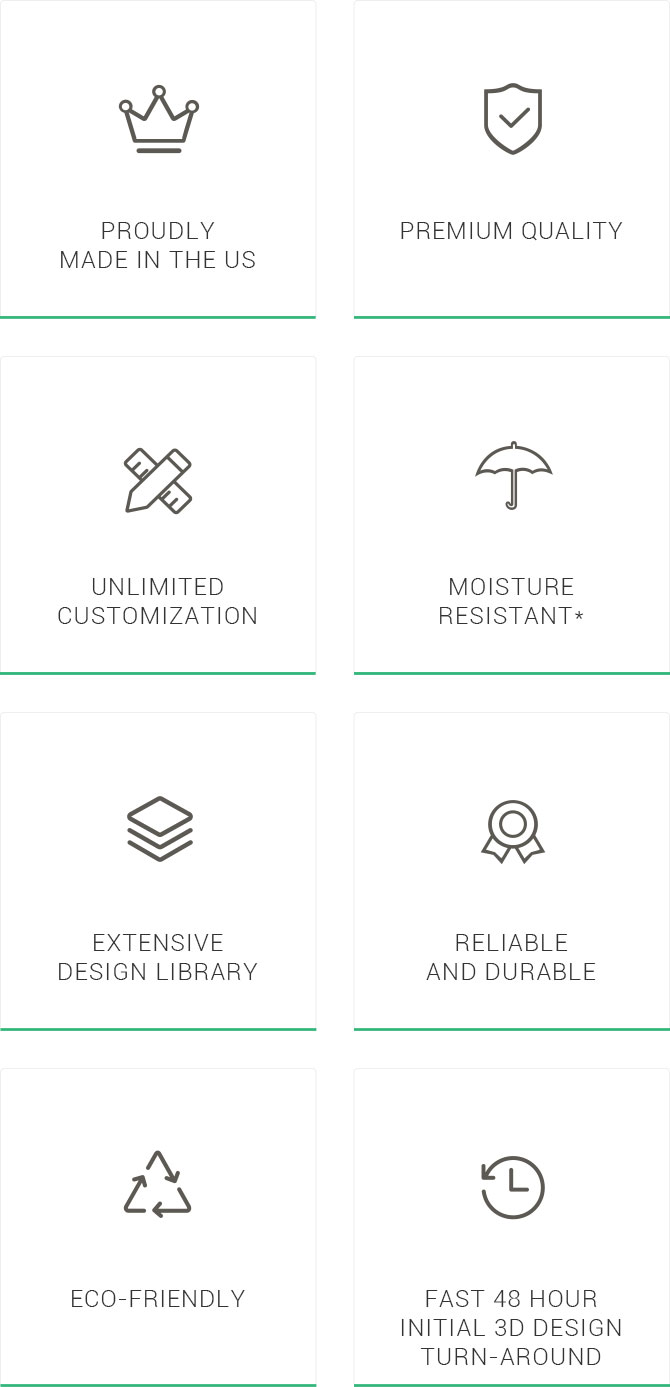 PROUDLY
MADE IN THE US
PREMIUM QUALITY
UNLIMITED
CUSTOMIZATION
MOISTURE
RESISTANT*
EXTENSIVE
DESIGN LIBRARY
RELIABLE
AND DURABLE
ECO-FRIENDLY
FAST 48 HOUR
INITIAL 3D DESIGN
TURN-AROUND